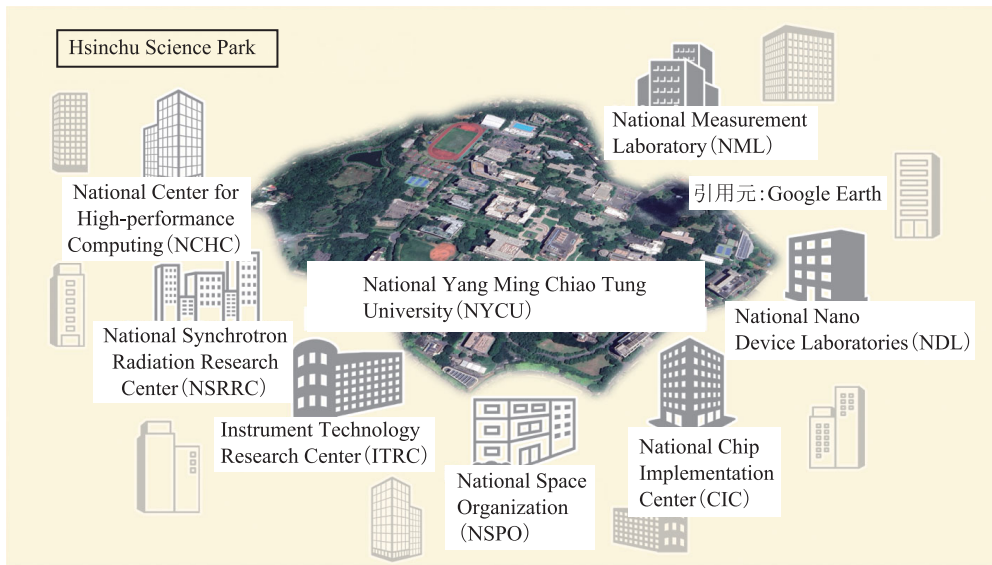 Hsinchu Science Park
National Measurement
Laboratory (NML)
National Center for
High-performance
Computing (NCHC)
引用元:Google Earth
National Yang Ming Chiao Tung
University (NYCU)
National Synchrotron
Radiation Research
Center (NSRRC)
National Nano
Device Laboratories (NDL)
Instrument Technology
Research Center (ITRC)
National Space
Organization
(NSPO)
National Chip
Implementation
Center (CIC)